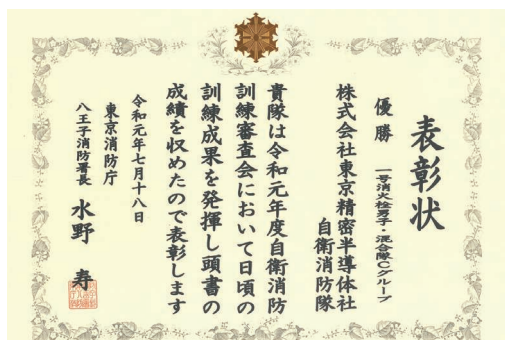 表彰状
優勝 一号消火栓男子・混合隊Cグループ
株式会社東京精密半導体社
自衛消防隊
貴隊は令和元年度自衛消防
訓練審査会において日頃の
訓練成果を発揮し頭書の
成績を収めたので表彰します
令和元年七月十八日
東京消防庁
八王子消防署長 水野 寿